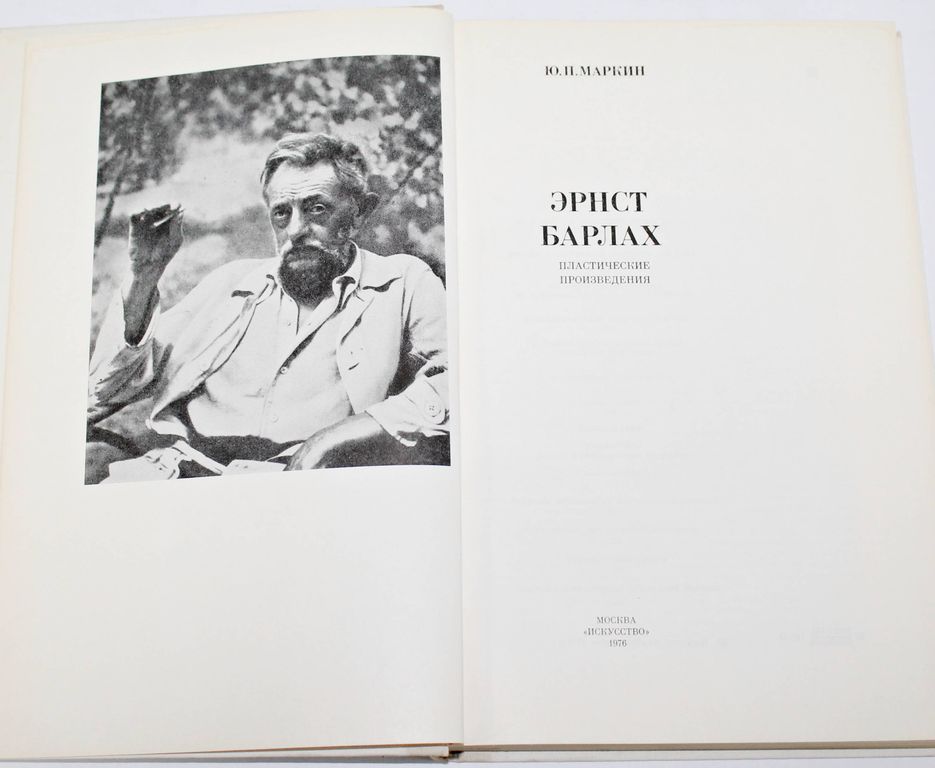 Ю.П.МАРКИН
ЭРНСТ
БАРЛАХ
ПЛАСТИЧЕСКИЕ
ПРОИЗВЕДЕНИЯ
МОСКВА
«ИСКУССТВО»
1976